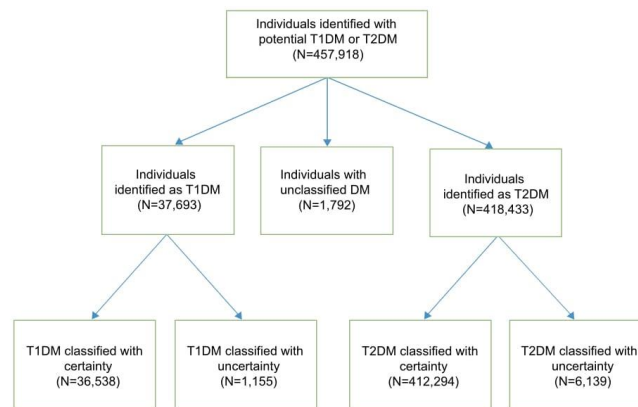 Individuals identified with
potential T1DM or T2DM
(N=457,918)
Individuals
identified as T1DM
(N=37,693)
Individuals with
unclassified DM
(N=1,792)
Individuals
identified as T2DM
(N=418,433)
T1DM classified with
certainty
(N=36,538)
T1DM classified with
uncertainty
(N=1,155)
T2DM classified with
certainty
(N=412,294)
T2DM classified with
uncertainty
(N=6,139)